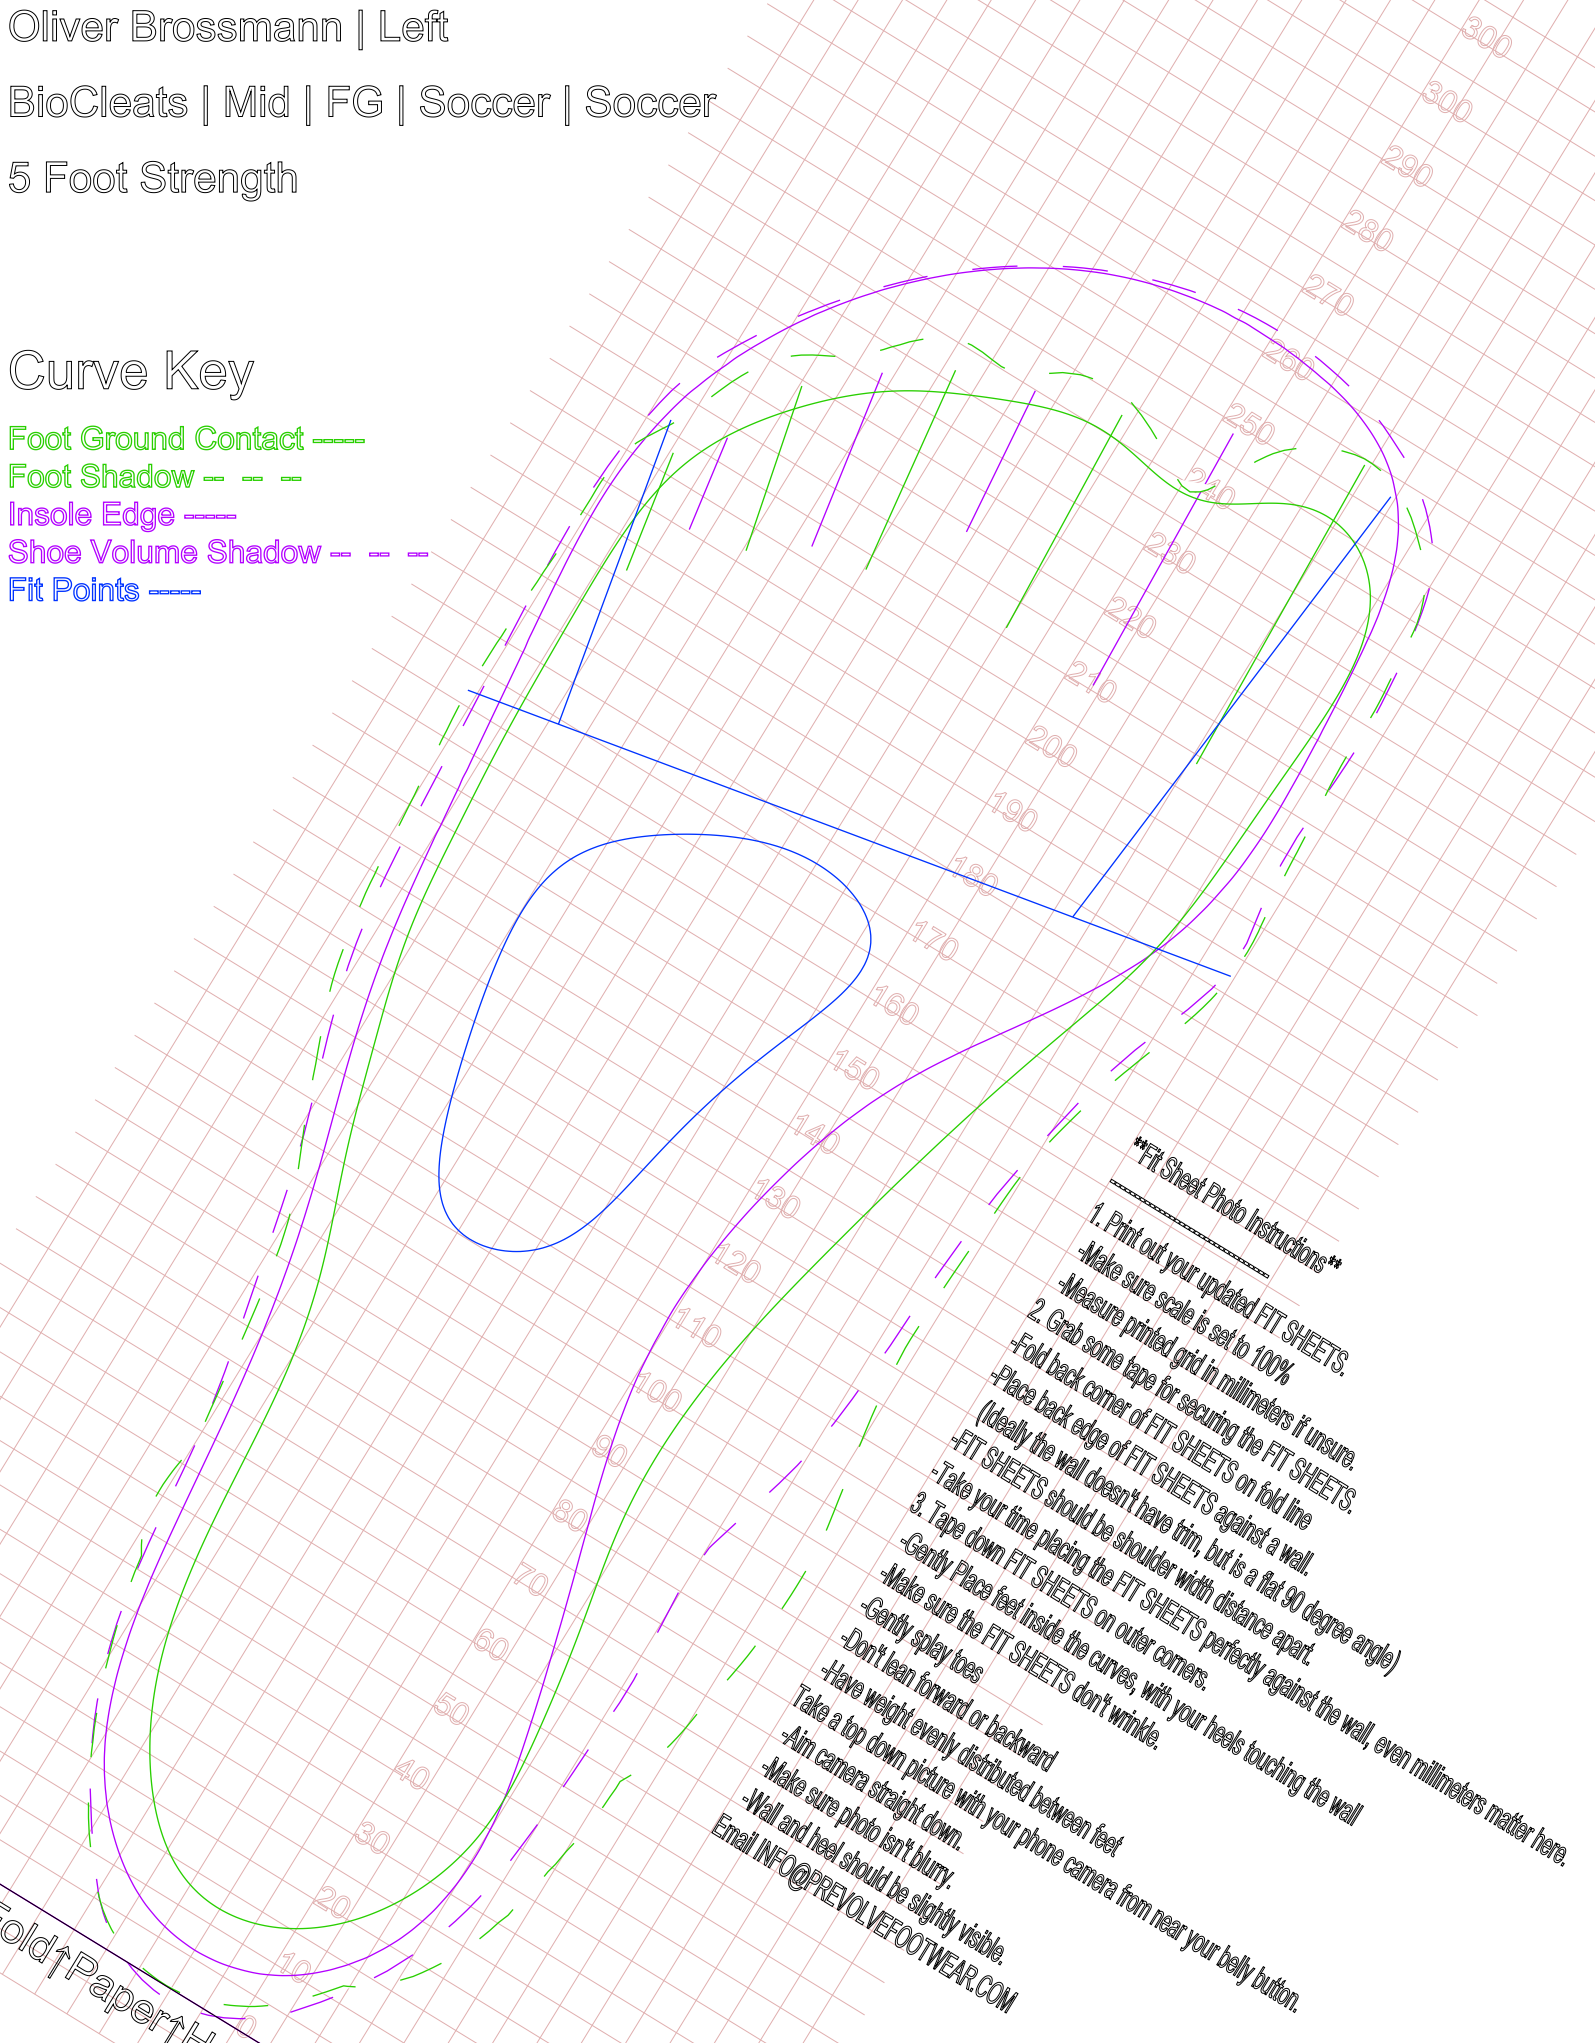 Oliver Brossmann | Left
BioCleats | Mid | FG | Soccer | Soccer
5 Foot Strength
Curve Key
Foot Ground Contact -----
Foot Shadow -- -- --
Insole Edge -----
Shoe Volume Shadow -- -- --
Fit Points -----
300
300
290
280
270
260
250
240
230
220
210
200
190
180
170
160
150
140
130
120
110
100
90
80
70
60
50
40
30
20
10
0
**Fit Sheet Photo Instructions**
1. Print out your updated FIT SHEETS.
-Make sure scale is set to 100%
-Measure printed grid in millimeters if unsure.
2. Grab some tape for securing the FIT SHEETS.
-Fold back corner of FIT SHEETS on fold line
-Place back edge of FIT SHEETS against a wall.
(Ideally the wall doesn't have trim, but is a flat 90 degree angle)
-FIT SHEETS should be shoulder width distance apart.
-Take your time placing the FIT SHEETS perfectly against the wall, even millimeters matter here.
3. Tape down FIT SHEETS on outer corners.
-Gently Place feet inside the curves, with your heels touching the wall
-Make sure the FIT SHEETS don't wrinkle.
-Gently splay toes
-Don't lean forward or backward
-Have weight evenly distributed between feet
Take a top down picture with your phone camera from near your belly button.
-Aim camera straight down.
-Make sure photo isn't blurry.
-Wall and heel should be slightly visible.
Email INFO@PREVOLVEFOOTWEAR.COM
Fold↑Paper↑H